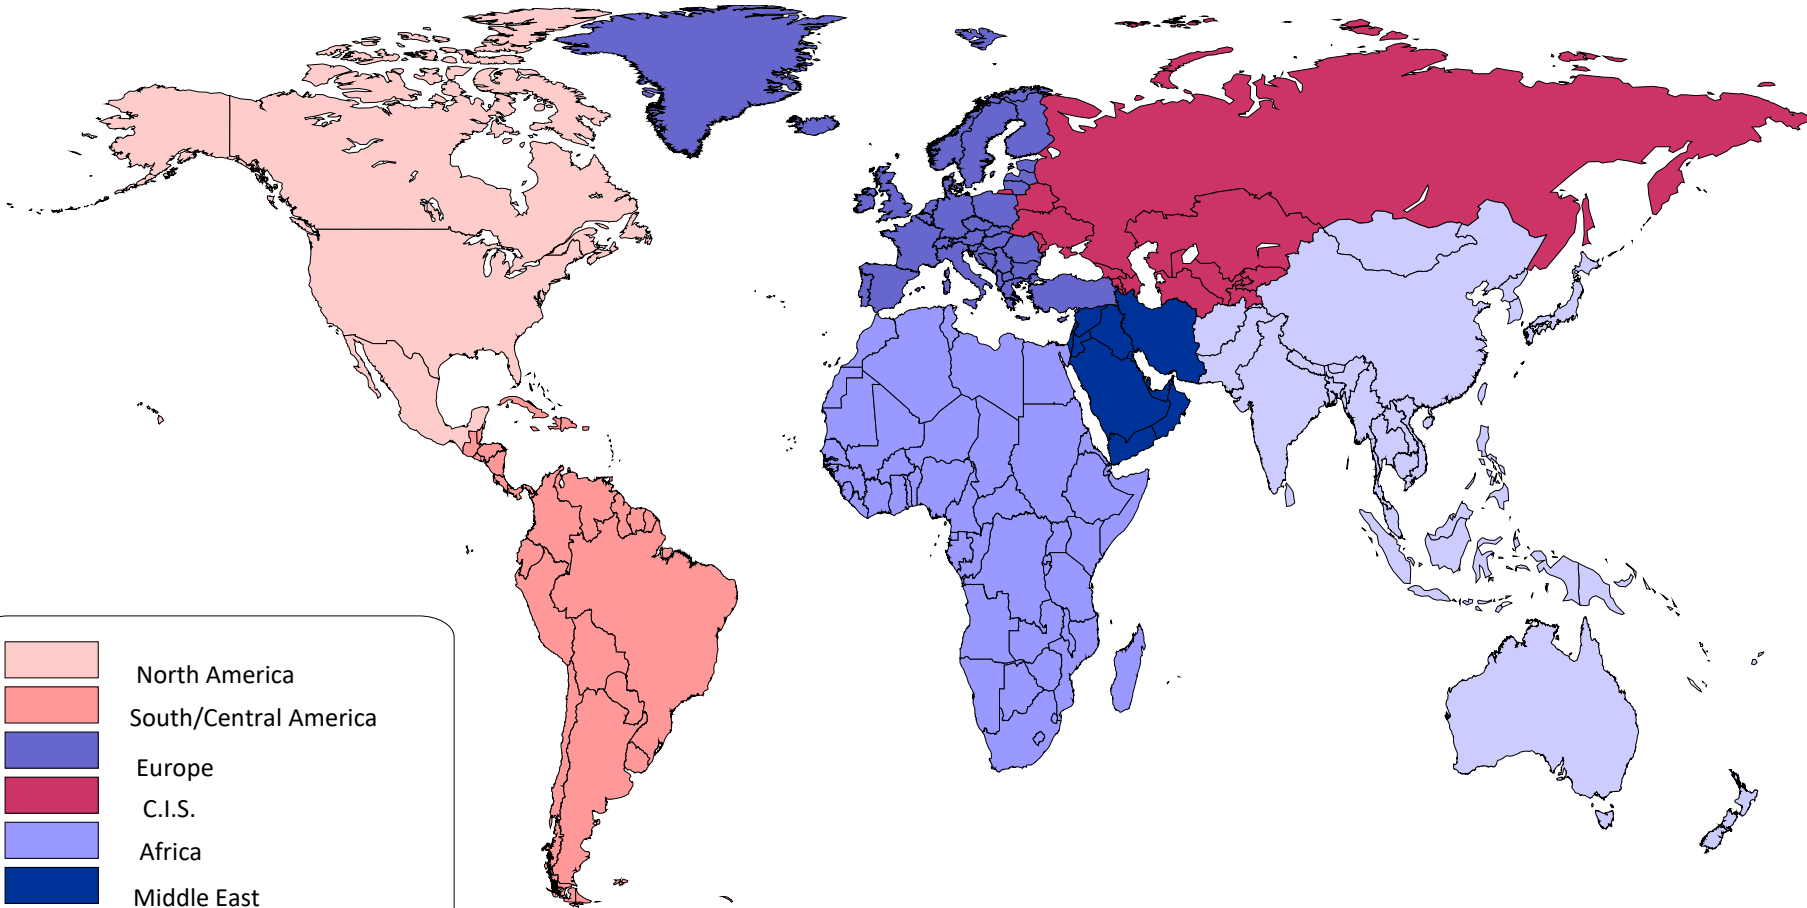 North America
South/Central America
Europe
C.I.S.
Africa
Middle East